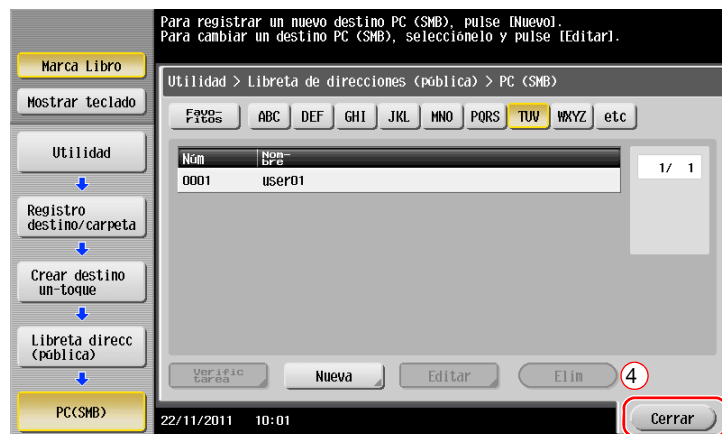 Para registrar un nuevo destino PC (SMB), pulse [Nuevo].
Para cambiar un destino PC (SMB), selecciónelo y pulse [Editar].
Marca Libro
Mostrar teclado
Utilidad
Registro
destino/carpeta
Crear destino
un-toque
Libreta direcc
(pública)
PC(SMB)
Utilidad > Libreta de direcciones (pública) > PC (SMB)
Favo-
ritos
ABC DEF GHI JKL MNO PQRS TUV WXYZ etc
Núm Nom-
bre
0001 user01
1/ 1
Verific
tarea
Nueva Editar Elim 4
22/11/2011 10:01 Cerrar